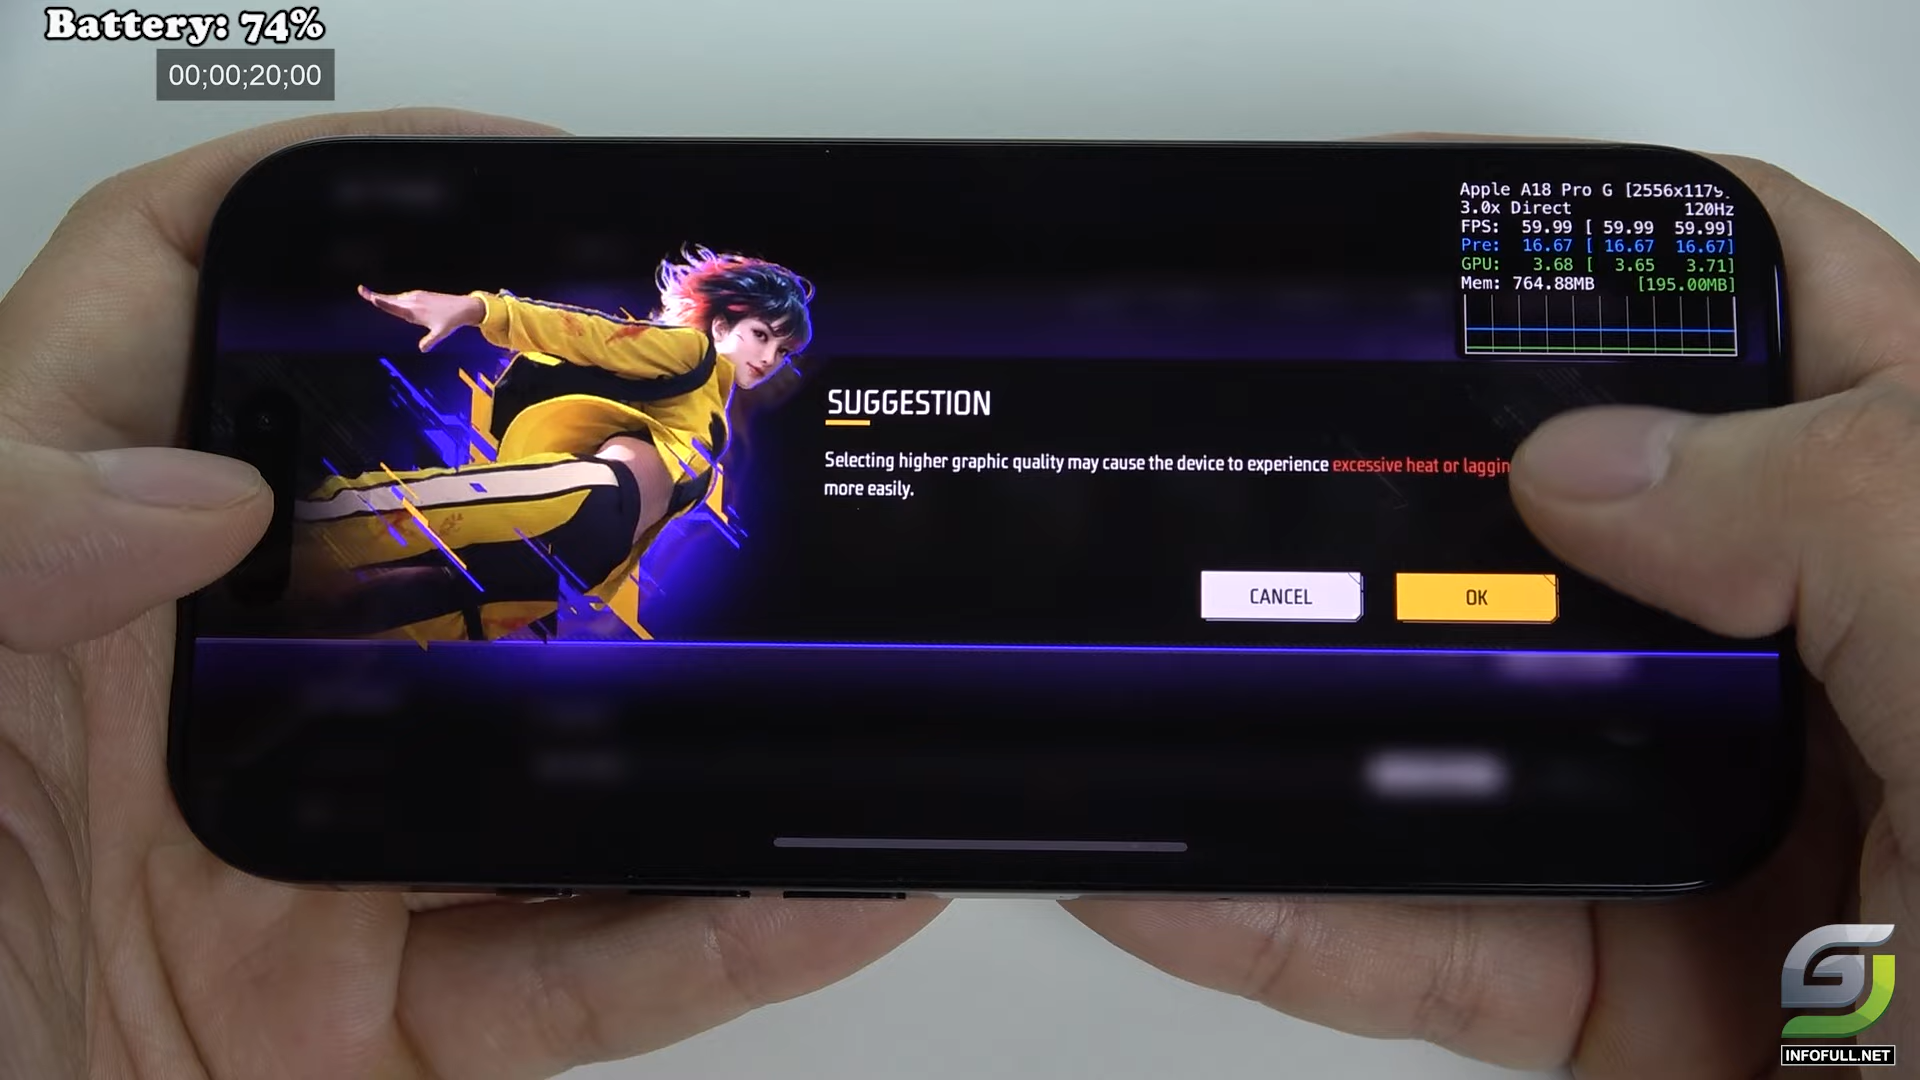 Battery: 74%
00;00;20;00
Apple A18 Pro G [2556x1179
3.0x Direct 120Hz
FPS: 59.99 [ 59.99 59.99]
Pre: 16.67 [ 16.67 16.67]
GPU: 3.68 [ 3.65 3.71]
Mem: 764.88MB [195.00MB]
SUGGESTION
Selecting higher graphic quality may cause the device to experience excessive heat or laggin
more easily.
CANCEL
OK
INFOFULL.NET